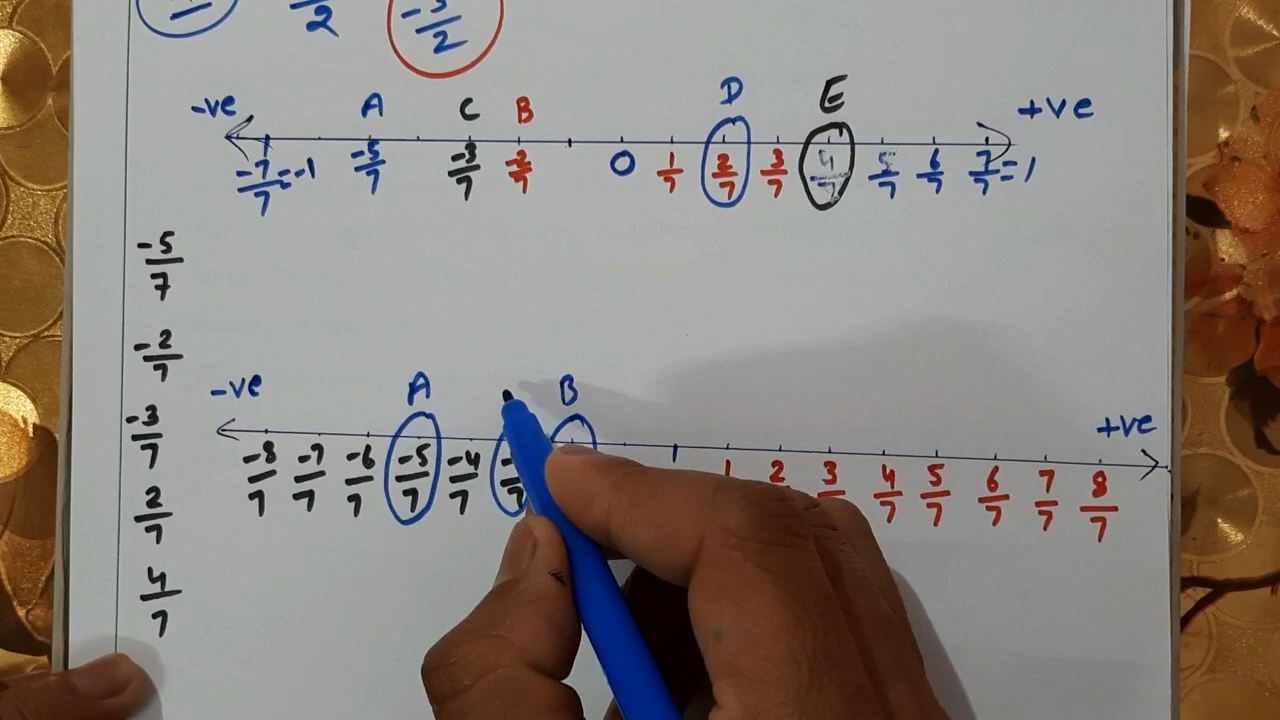 2
-3/2
-ve A C B D E +ve
-7/7=-1 -5/7 -3/7 -2/7 0 1/7 2/7 3/7 4/7 5/7 6/7 7/7=1
-5/7
-2/7
-3/7
2/7
4/7
-ve A B +ve
-8/7 -7/7 -6/7 -5/7 -4/7 1 2 3 4/7 5/7 6/7 7/7 8/7